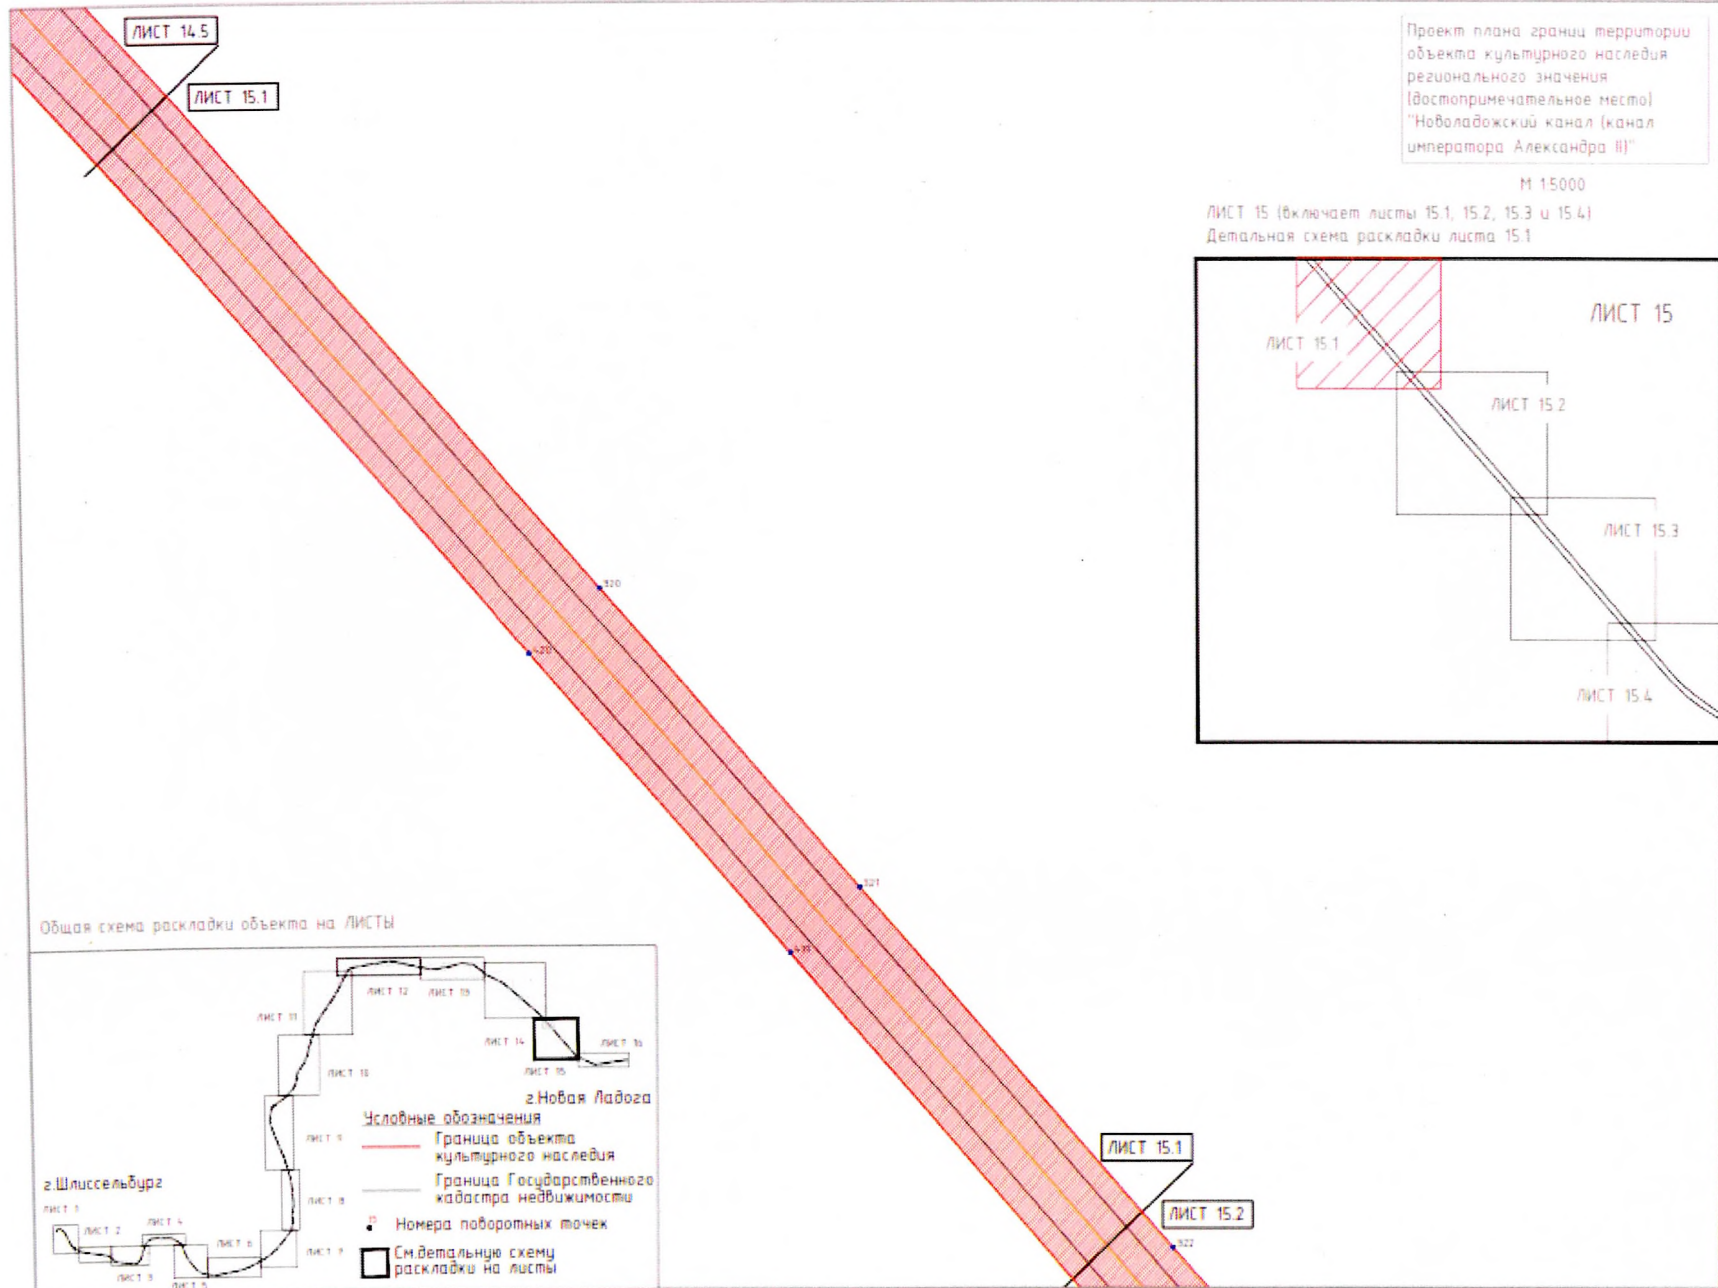 ЛИСТ 14.5
ЛИСТ 15.1
Проект плана границ территории
объекта культурного наследия
регионального значения
(достопримечательное место)
"Новоладожский канал (канал
императора Александра II)"
М 1:5000
ЛИСТ 15 (включает листы 15.1, 15.2, 15.3 и 15.4)
Детальная схема раскладки листа 15.1
ЛИСТ 15
ЛИСТ 15.1
ЛИСТ 15.2
ЛИСТ 15.3
ЛИСТ 15.4
320
420
321
419
ЛИСТ 15.1
ЛИСТ 15.2
322
Общая схема раскладки объекта на ЛИСТЫ
ЛИСТ 12
ЛИСТ 13
ЛИСТ 11
ЛИСТ 14
ЛИСТ 16
ЛИСТ 15
ЛИСТ 10
г.Новая Ладога
ЛИСТ 9
ЛИСТ 8
г.Шлиссельбург
ЛИСТ 1
ЛИСТ 2
ЛИСТ 4
ЛИСТ 6
ЛИСТ 3
ЛИСТ 5
Условные обозначения
Граница объекта
культурного наследия
Граница Государственного
кадастра недвижимости
Номера поворотных точек
См.детальную схему
раскладки на листы